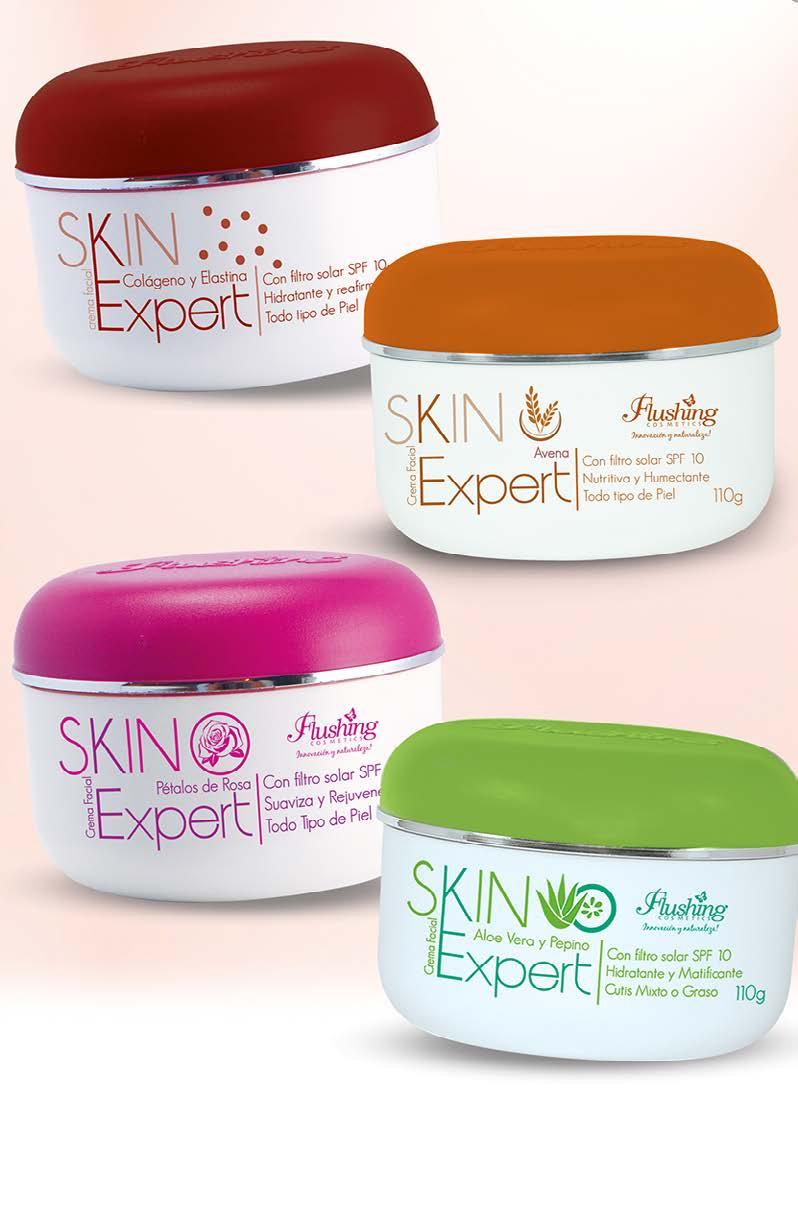 Flushing
SKIN
crema facial
Colágeno y Elastina
Expert
Con filtro solar SPF 10
Hidratante y
Todo tipo de Piel
SKIN
Avena
Crema Facial
Expert
Flushing
COSMETICS
Innovación y naturaleza!
Con filtro solar SPF 10
Nutritiva y Humectante
Todo tipo de Piel
110g
Flushing
SKIN
Pétalos de Rosa
Crema Facial
Expert
Flushing
COSMETICS
Innovación y naturaleza!
Con filtro solar SPF
Suaviza y
Todo Tipo de Piel
SKIN
Aloe Vera y Pepino
Crema Facial
Expert
Flushing
COSMETICS
Innovación y naturaleza!
Con filtro solar SPF 10
Hidratante y Matificante
Cutis Mixto o Graso
110g